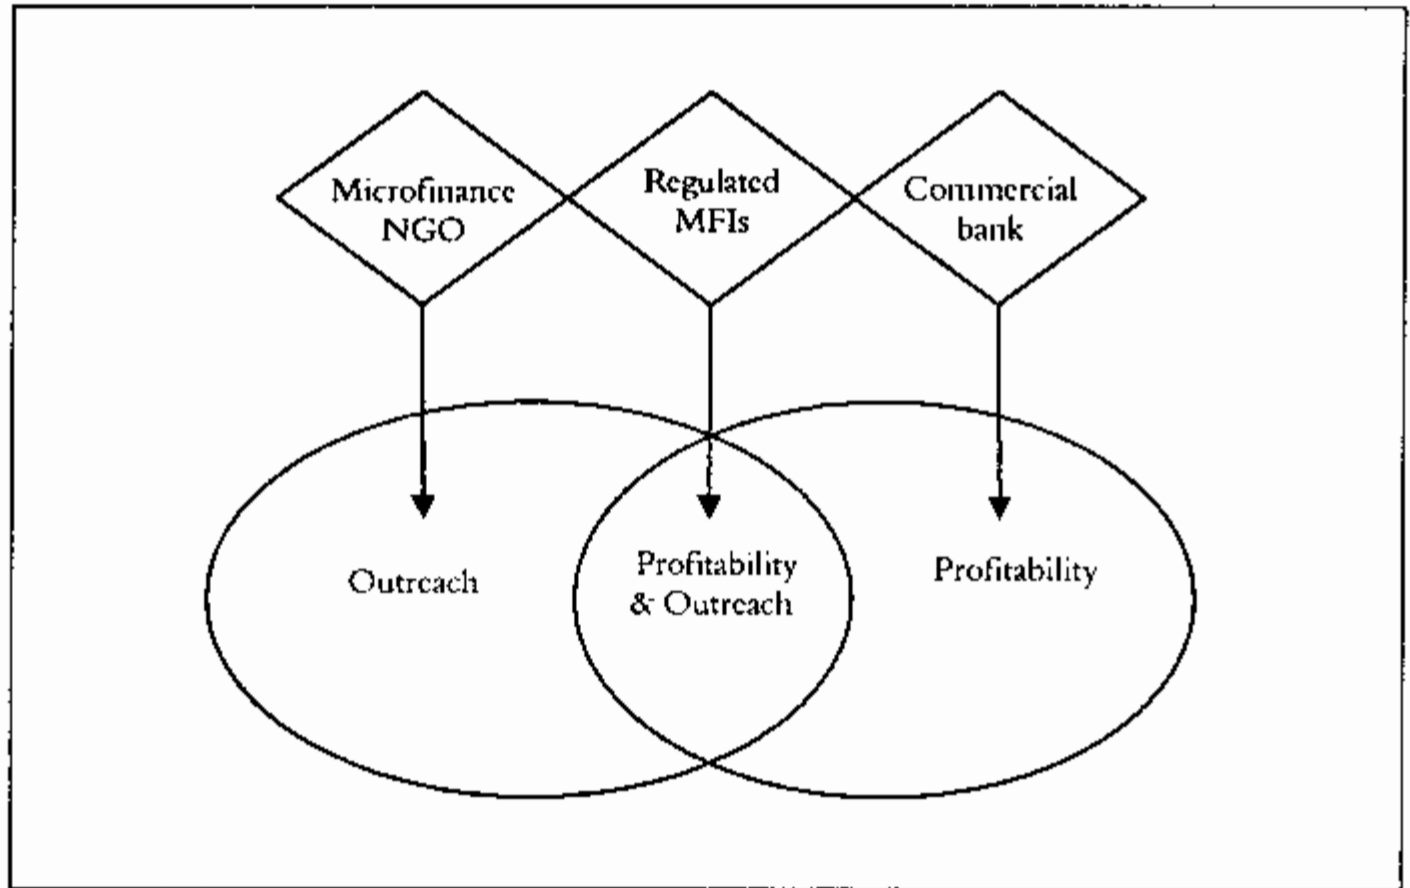 Microfinance
NGO
Regulated
MFIs
Commercial
bank
Outreach
Profitability
& Outreach
Profitability